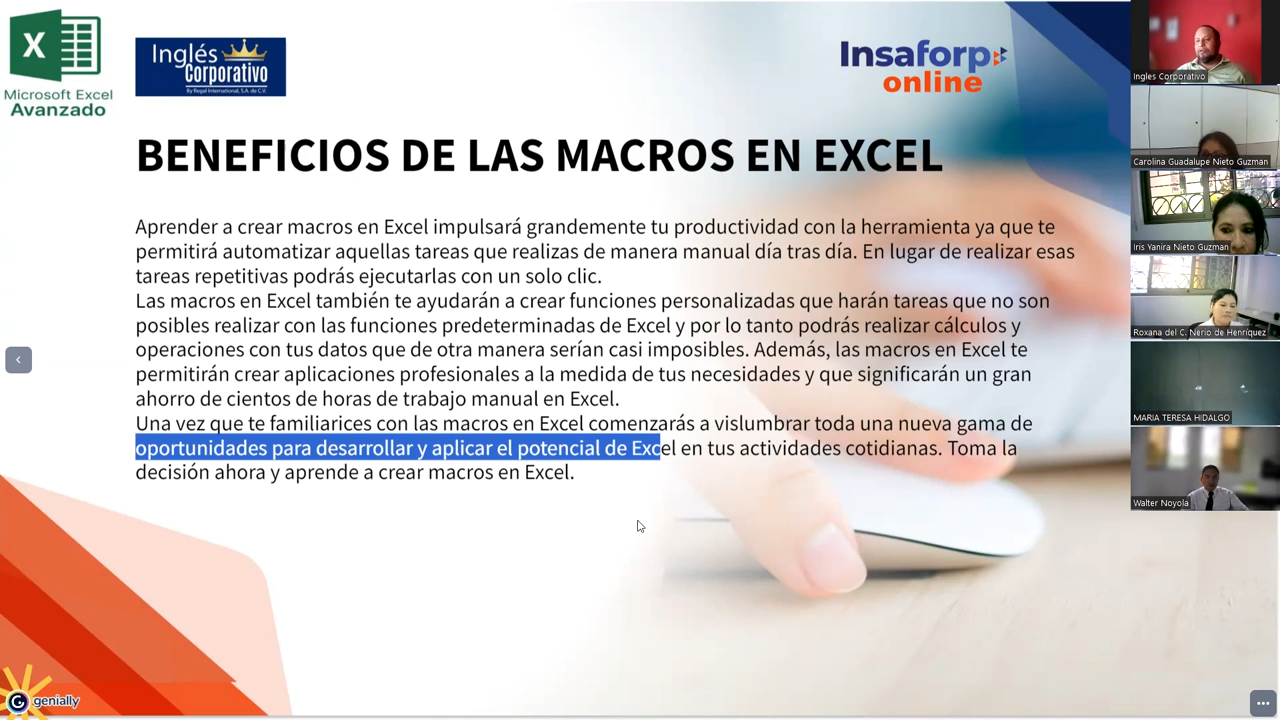 Microsoft Excel
Avanzado
Inglés
Corporativo
By Regal International, S.A. de C.V.
Insaforp
online
BENEFICIOS DE LAS MACROS EN EXCEL
Aprender a crear macros en Excel impulsará grandemente tu productividad con la herramienta ya que te
permitirá automatizar aquellas tareas que realizas de manera manual día tras día. En lugar de realizar esas
tareas repetitivas podrás ejecutarlas con un solo clic.
Las macros en Excel también te ayudarán a crear funciones personalizadas que harán tareas que no son
posibles realizar con las funciones predeterminadas de Excel y por lo tanto podrás realizar cálculos y
operaciones con tus datos que de otra manera serían casi imposibles. Además, las macros en Excel te
permitirán crear aplicaciones profesionales a la medida de tus necesidades y que significarán un gran
ahorro de cientos de horas de trabajo manual en Excel.
Una vez que te familiarices con las macros en Excel comenzarás a vislumbrar toda una nueva gama de
oportunidades para desarrollar y aplicar el potencial de Excel en tus actividades cotidianas. Toma la
decisión ahora y aprende a crear macros en Excel.
genially
Ingles Corporativo
Carolina Guadalupe Nieto Guzman
Iris Yanira Nieto Guzman
Roxana del C. Nerio de Henríquez
MARIA TERESA HIDALGO
Walter Noyola